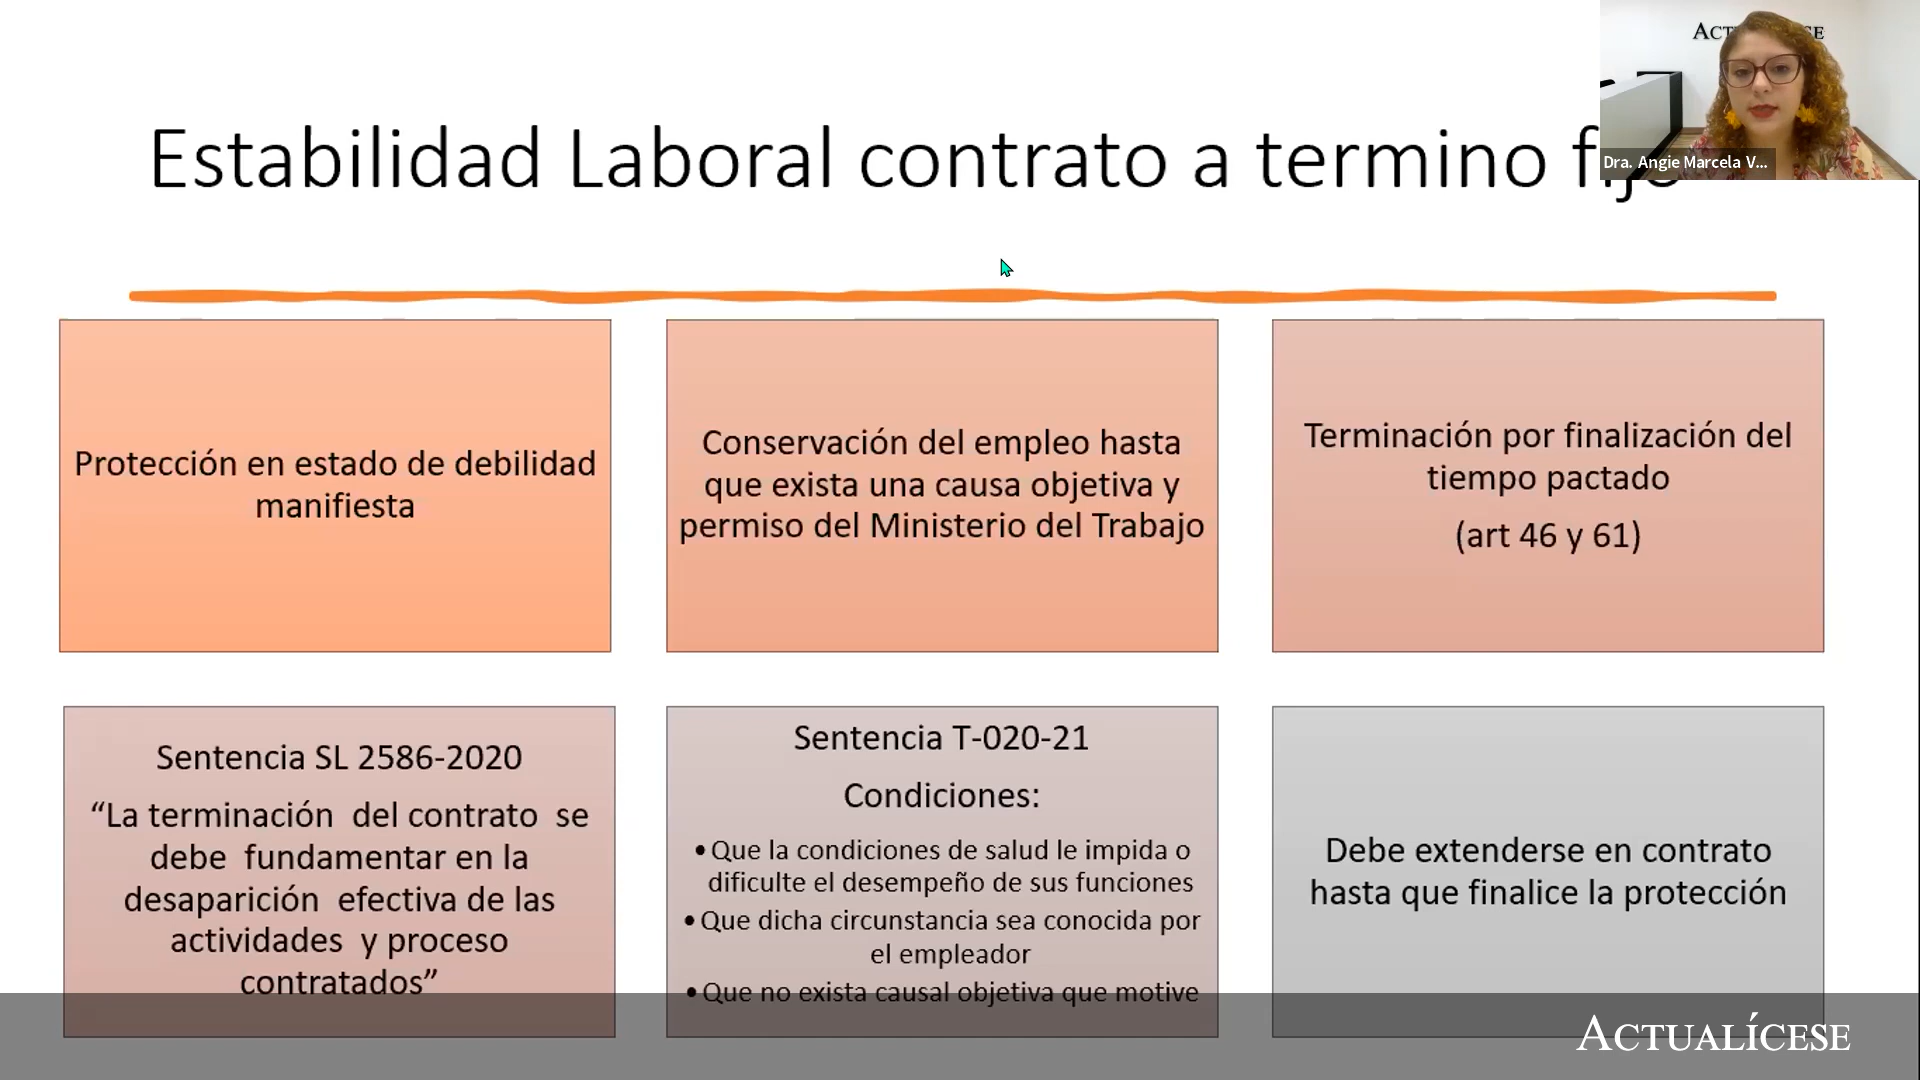 Estabilidad Laboral contrato a termino fijo
Dra. Angie Marcela V...
Protección en estado de debilidad
manifiesta
Conservación del empleo hasta
que exista una causa objetiva y
permiso del Ministerio del Trabajo
Terminación por finalización del
tiempo pactado
(art 46 y 61)
Sentencia SL 2586-2020
“La terminación del contrato se
debe fundamentar en la
desaparición efectiva de las
actividades y proceso
contratados”
Sentencia T-020-21
Condiciones:
• Que la condiciones de salud le impida o
dificulte el desempeño de sus funciones
• Que dicha circunstancia sea conocida por
el empleador
• Que no exista causal objetiva que motive
Debe extenderse en contrato
hasta que finalice la protección
ACTUALÍCESE